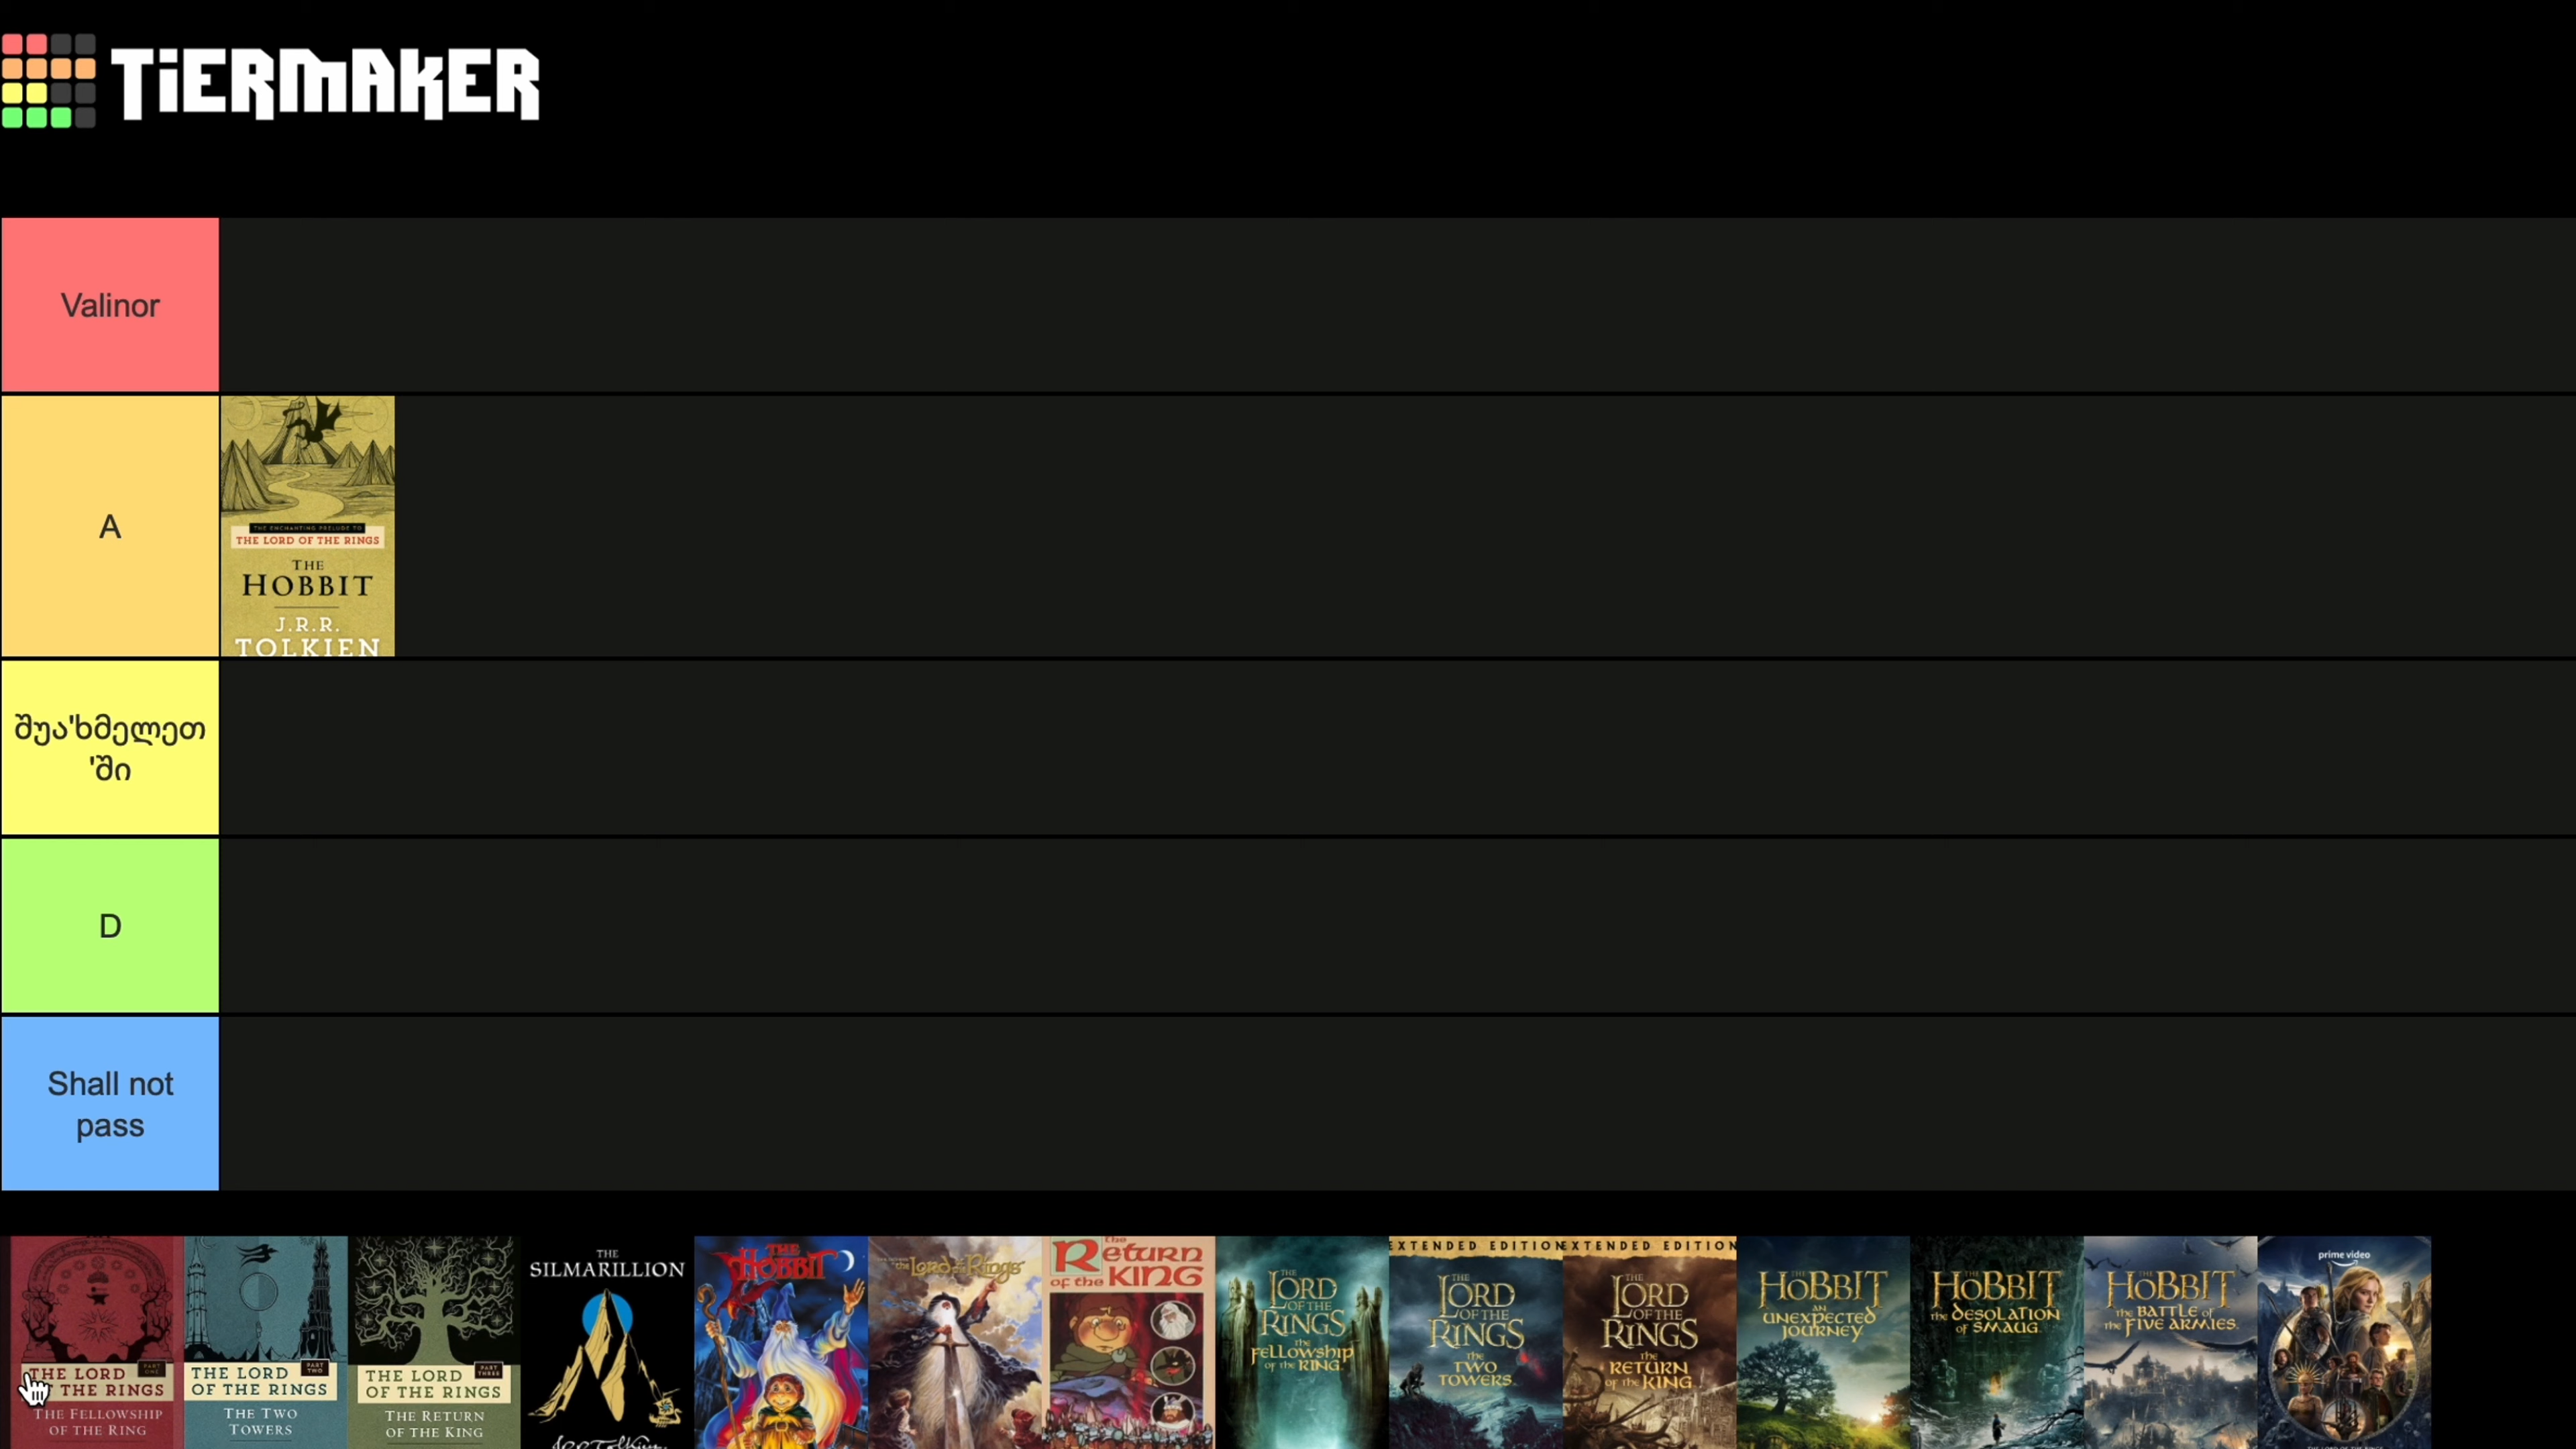 TiERMAKER
Valinor
A
THE ENCHANTING PRELUDE TO
THE LORD OF THE RINGS
THE
HOBBIT
J.R.R.
TOLKIEN
შუა'ხმელეთ
'ში
D
Shall not
pass
PART
ONE
THE LORD
OF THE RINGS
THE FELLOWSHIP
OF THE RING
PART
TWO
THE LORD
OF THE RINGS
THE TWO
TOWERS
PART
THREE
THE LORD
OF THE RINGS
THE RETURN
OF THE KING
THE
SILMARILLION
THE
HOBBIT
the Lord of the Rings
the
Return
of the KING
THE
LORD
OF THE
RINGS
THE
FELLOWSHIP
OF THE RING
EXTENDED EDITION
THE
LORD
OF THE
RINGS
THE
TWO
TOWERS
EXTENDED EDITION
THE
LORD
OF THE
RINGS
THE
RETURN
OF THE KING
THE
HOBBIT
AN
UNEXPECTED
JOURNEY
THE
HOBBIT
THE DESOLATION
OF SMAUG
THE
HOBBIT
THE BATTLE OF
THE FIVE ARMIES
prime video